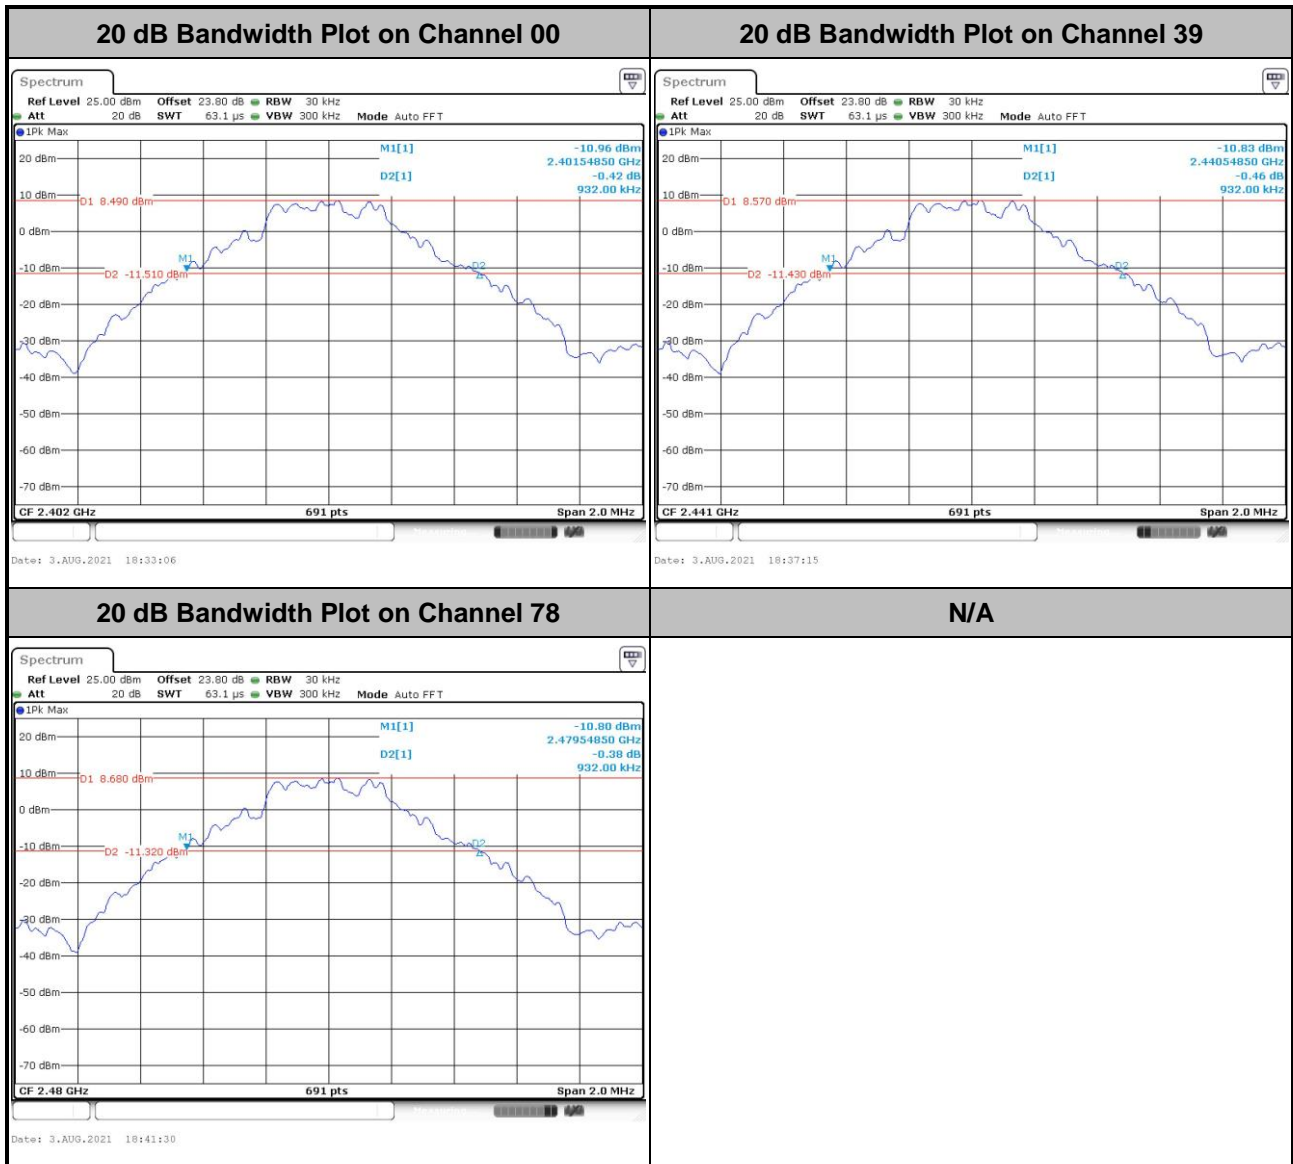 20 dB Bandwidth Plot on Channel 00
Spectrum
Ref Level 25.00 dBm Offset 23.80 dB RBW 30 kHz
Att 20 dB SWT 63.1 µs VBW 300 kHz Mode Auto FFT
1Pk Max
M1[1] -10.96 dBm
2.40154850 GHz
D2[1] -0.42 dB
932.00 kHz
20 dBm
10 dBm
D1 8.490 dBm
0 dBm
M1
D2
-10 dBm
D2 -11.510 dBm
-20 dBm
-30 dBm
-40 dBm
-50 dBm
-60 dBm
-70 dBm
CF 2.402 GHz 691 pts Span 2.0 MHz
Date: 3.AUG.2021 18:33:06
20 dB Bandwidth Plot on Channel 39
Spectrum
Ref Level 25.00 dBm Offset 23.80 dB RBW 30 kHz
Att 20 dB SWT 63.1 µs VBW 300 kHz Mode Auto FFT
1Pk Max
M1[1] -10.83 dBm
2.44054850 GHz
D2[1] -0.46 dB
932.00 kHz
20 dBm
10 dBm
D1 8.570 dBm
0 dBm
M1
D2
-10 dBm
D2 -11.430 dBm
-20 dBm
-30 dBm
-40 dBm
-50 dBm
-60 dBm
-70 dBm
CF 2.441 GHz 691 pts Span 2.0 MHz
Date: 3.AUG.2021 18:37:15
20 dB Bandwidth Plot on Channel 78
Spectrum
Ref Level 25.00 dBm Offset 23.80 dB RBW 30 kHz
Att 20 dB SWT 63.1 µs VBW 300 kHz Mode Auto FFT
1Pk Max
M1[1] -10.80 dBm
2.47954850 GHz
D2[1] -0.38 dB
932.00 kHz
20 dBm
10 dBm
D1 8.680 dBm
0 dBm
M1
D2
-10 dBm
D2 -11.320 dBm
-20 dBm
-30 dBm
-40 dBm
-50 dBm
-60 dBm
-70 dBm
CF 2.48 GHz 691 pts Span 2.0 MHz
Date: 3.AUG.2021 18:41:30
N/A